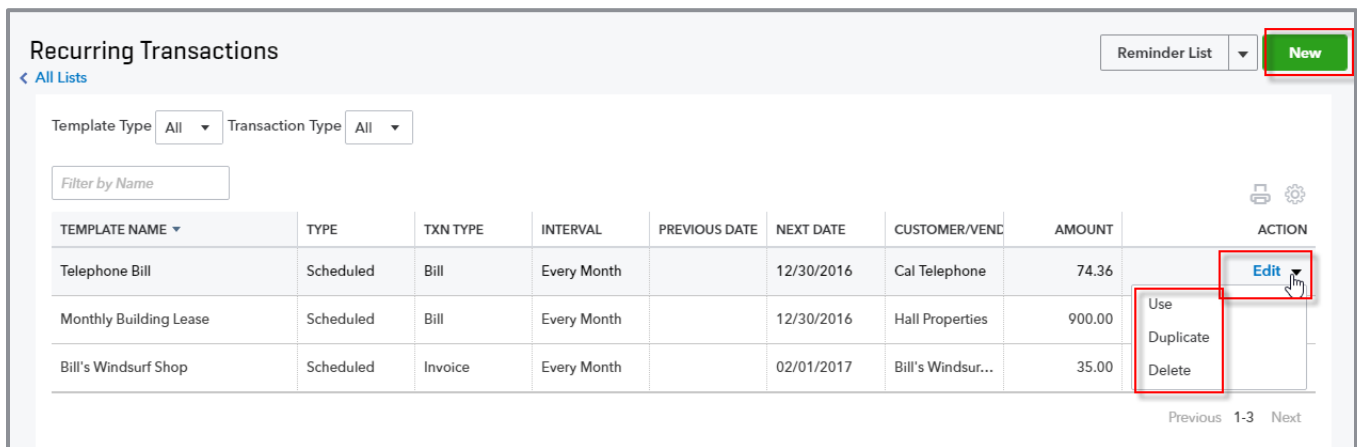 Recurring Transactions
Reminder List New
< All Lists
Template Type All Transaction Type All
Filter by Name
TEMPLATE NAME TYPE TXN TYPE INTERVAL PREVIOUS DATE NEXT DATE CUSTOMER/VEND AMOUNT ACTION
Telephone Bill Scheduled Bill Every Month 12/30/2016 Cal Telephone 74.36 Edit
Use
Monthly Building Lease Scheduled Bill Every Month 12/30/2016 Hall Properties 900.00
Duplicate
Bill's Windsurf Shop Scheduled Invoice Every Month 02/01/2017 Bill's Windsur... 35.00
Delete
Previous 1-3 Next